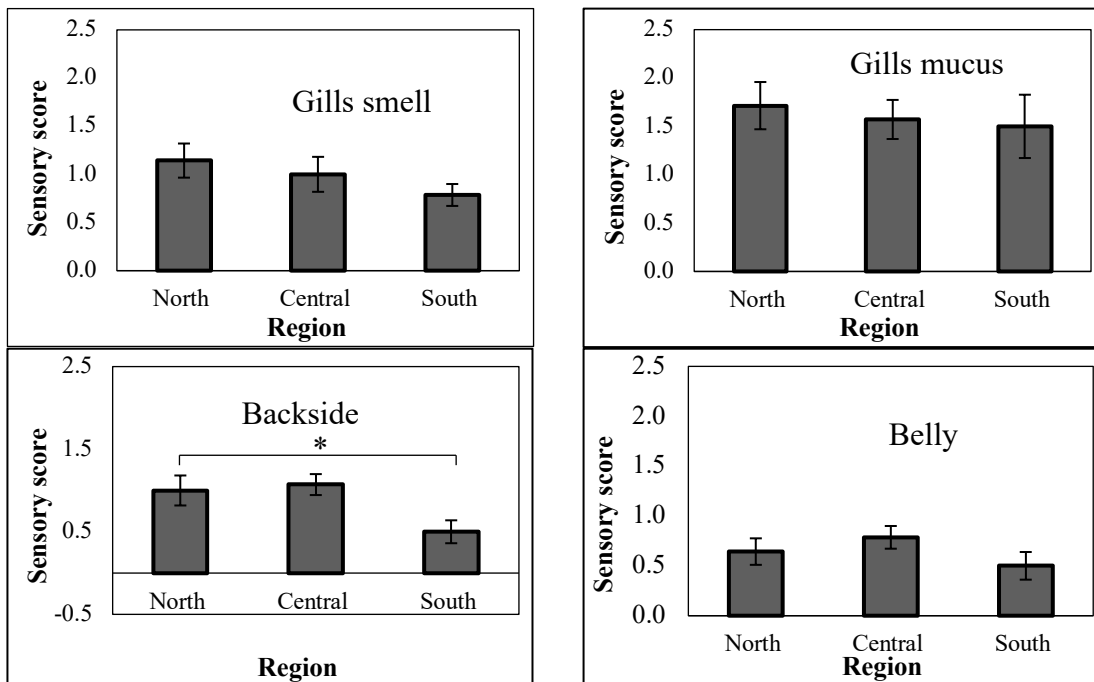 2.5
2.0
1.5
1.0
0.5
0.0
Sensory score
Gills smell
North Central South
Region
2.5
2.0
1.5
1.0
0.5
0.0
Sensory score
Gills mucus
North Central South
Region
2.5
1.5
0.5
-0.5
Sensory score
Backside
*
North Central South
Region
2.5
2.0
1.5
1.0
0.5
0.0
Sensory score
Belly
North Central South
Region